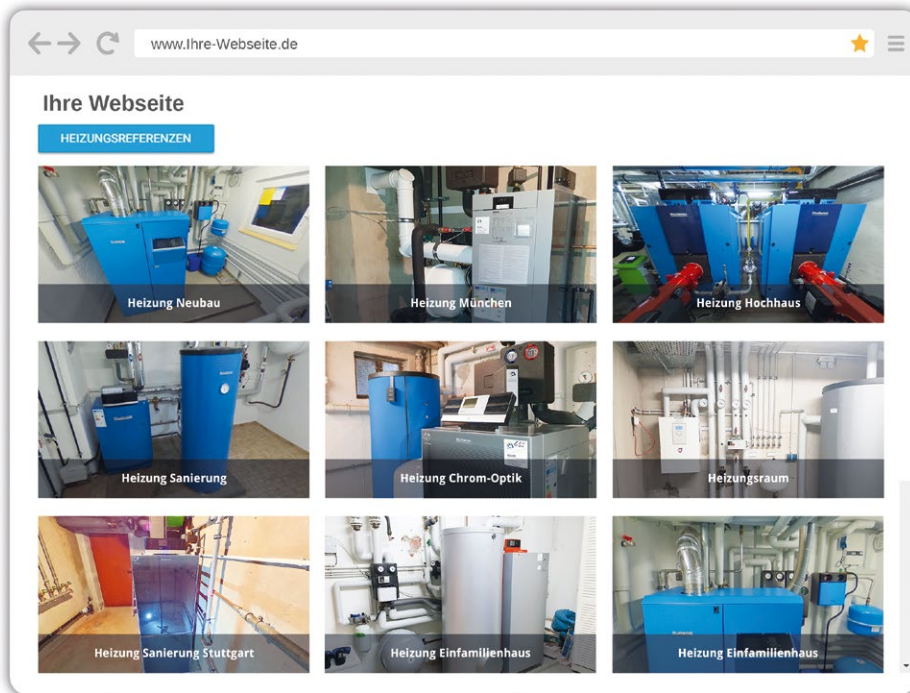 www.Ihre-Webseite.de
Ihre Webseite
HEIZUNGSREFERENZEN
Heizung Neubau
Heizung München
Heizung Hochhaus
Heizung Sanierung
Heizung Chrom-Optik
Heizungsraum
Heizung Sanierung Stuttgart
Heizung Einfamilienhaus
Heizung Einfamilienhaus